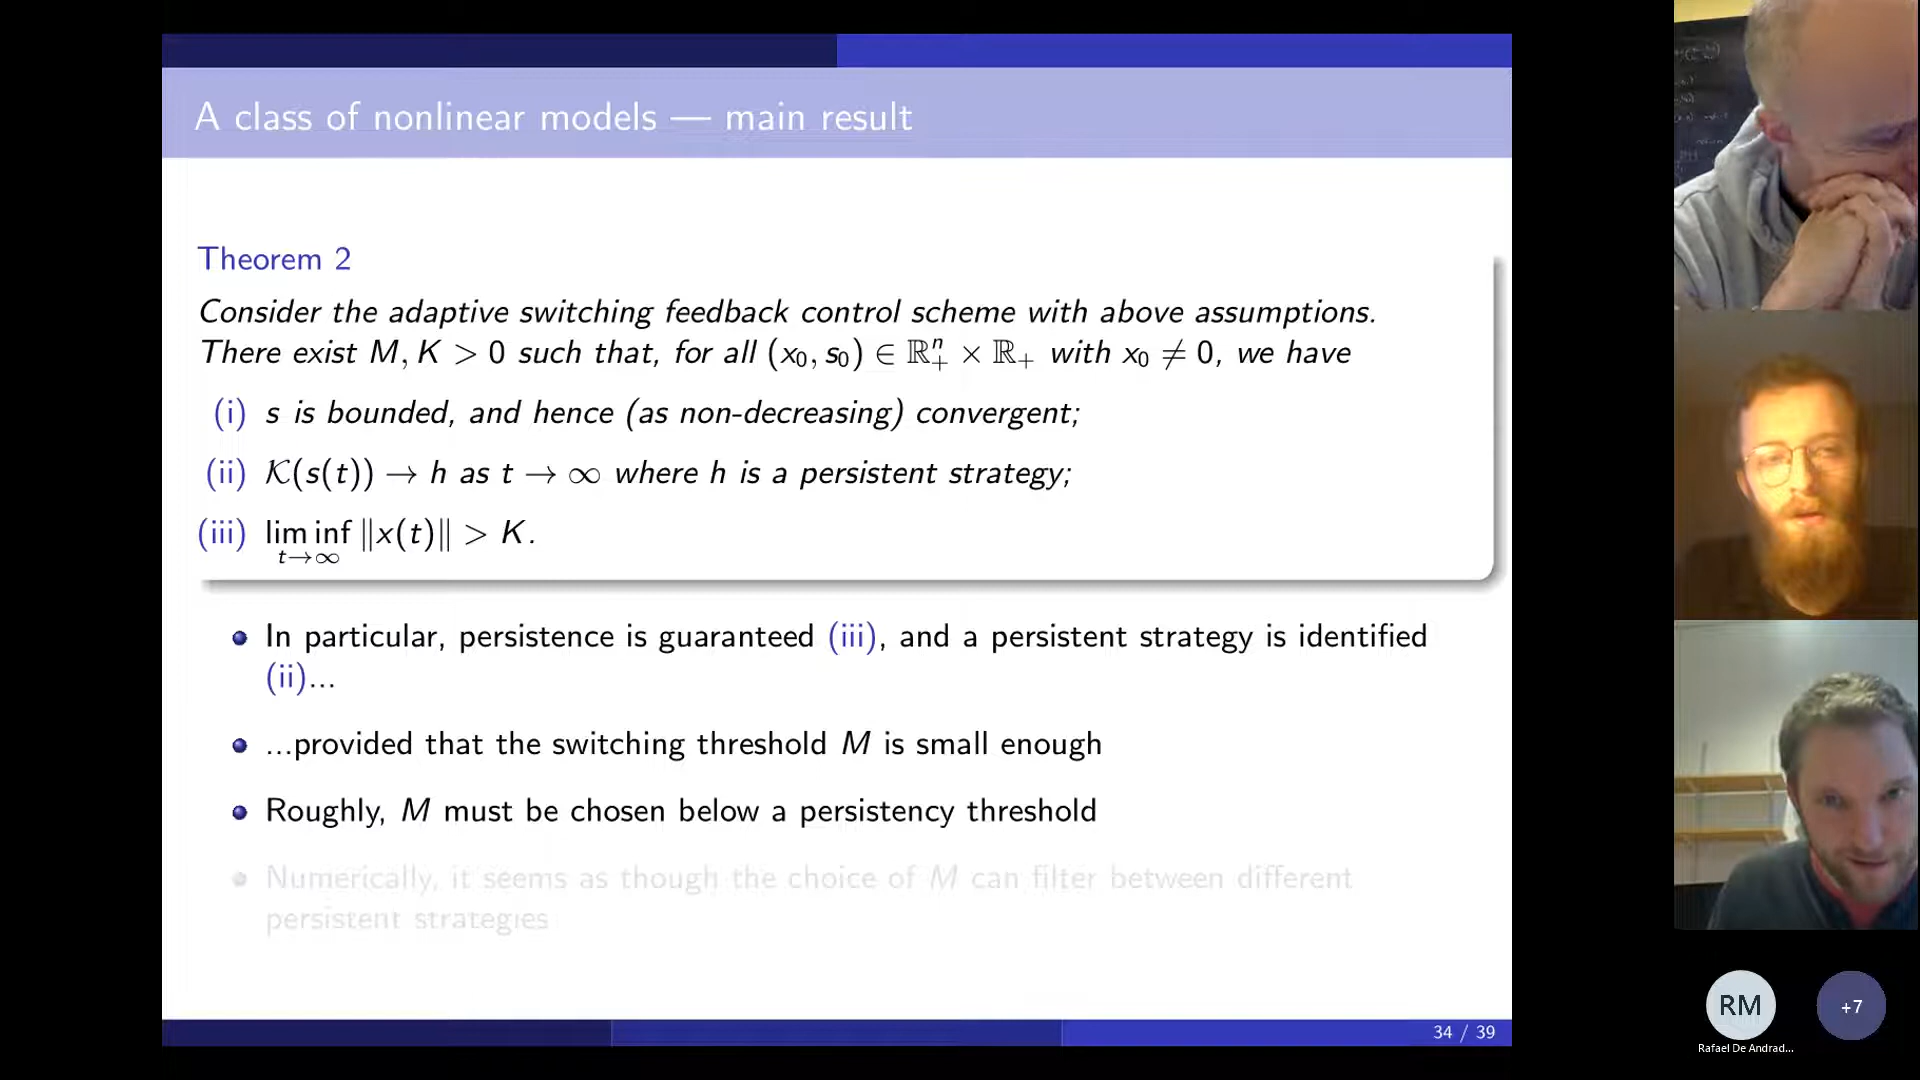 A class of nonlinear models — main result
Theorem 2
Consider the adaptive switching feedback control scheme with above assumptions.
There exist M, K > 0 such that, for all (x₀, s₀) ∈ ℝⁿ₊ × ℝ₊ with x₀ ≠ 0, we have
(i) s is bounded, and hence (as non-decreasing) convergent;
(ii) 𝒦(s(t)) → h as t → ∞ where h is a persistent strategy;
(iii) lim inf ‖x(t)‖ > K.
t→∞
In particular, persistence is guaranteed (iii), and a persistent strategy is identified
(ii)...
...provided that the switching threshold M is small enough
Roughly, M must be chosen below a persistency threshold
Numerically, it seems as though the choice of M can filter between different
persistent strategies
34 / 39
RM
+7
Rafael De Andrad...